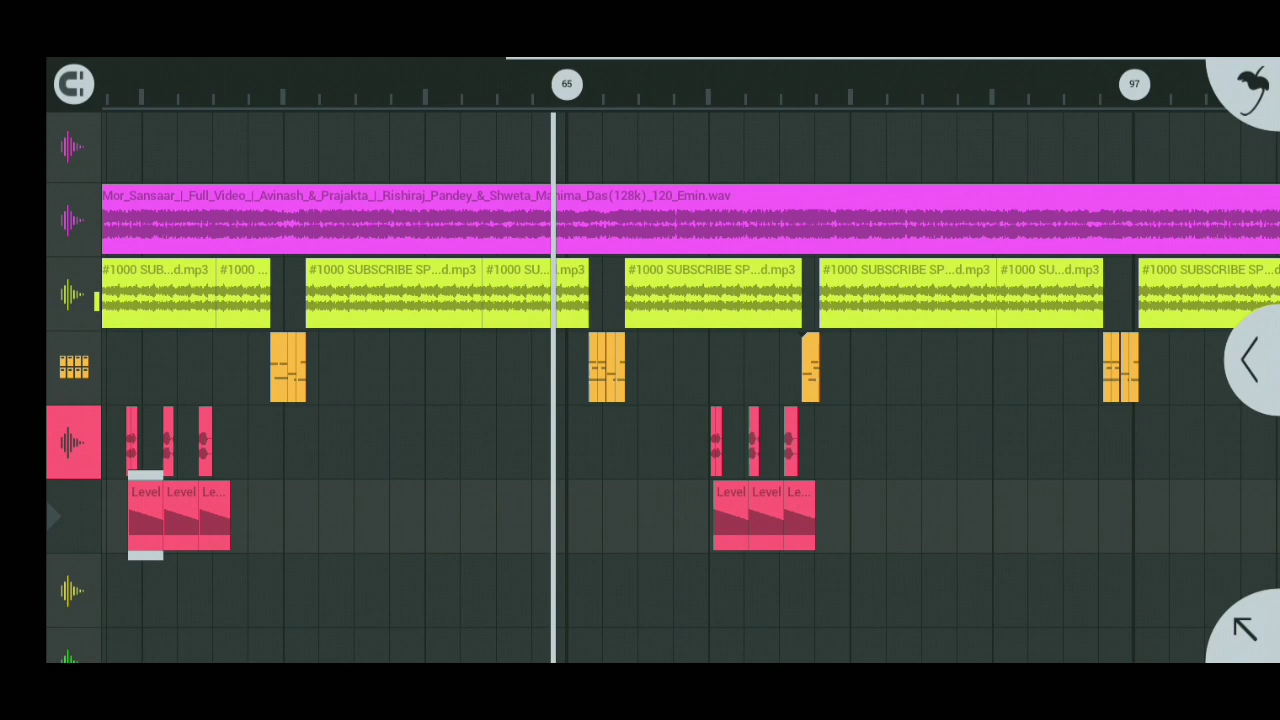 65 97
Mor_Sansaar_|_Full_Video_|_Avinash_&_Prajakta_|_Rishiraj_Pandey_&_Shweta_Mahima_Das(128k)_120_Emin.wav
#1000 SUB...d.mp3 #1000 ... #1000 SUBSCRIBE SP...d.mp3 #1000 SU... .mp3 #1000 SUBSCRIBE SP...d.mp3 #1000 SUBSCRIBE SP...d.mp3 #1000 SU...d.mp3 #1000 SUBSCRIBE SP...d
Level Level Le... Level Level Le...